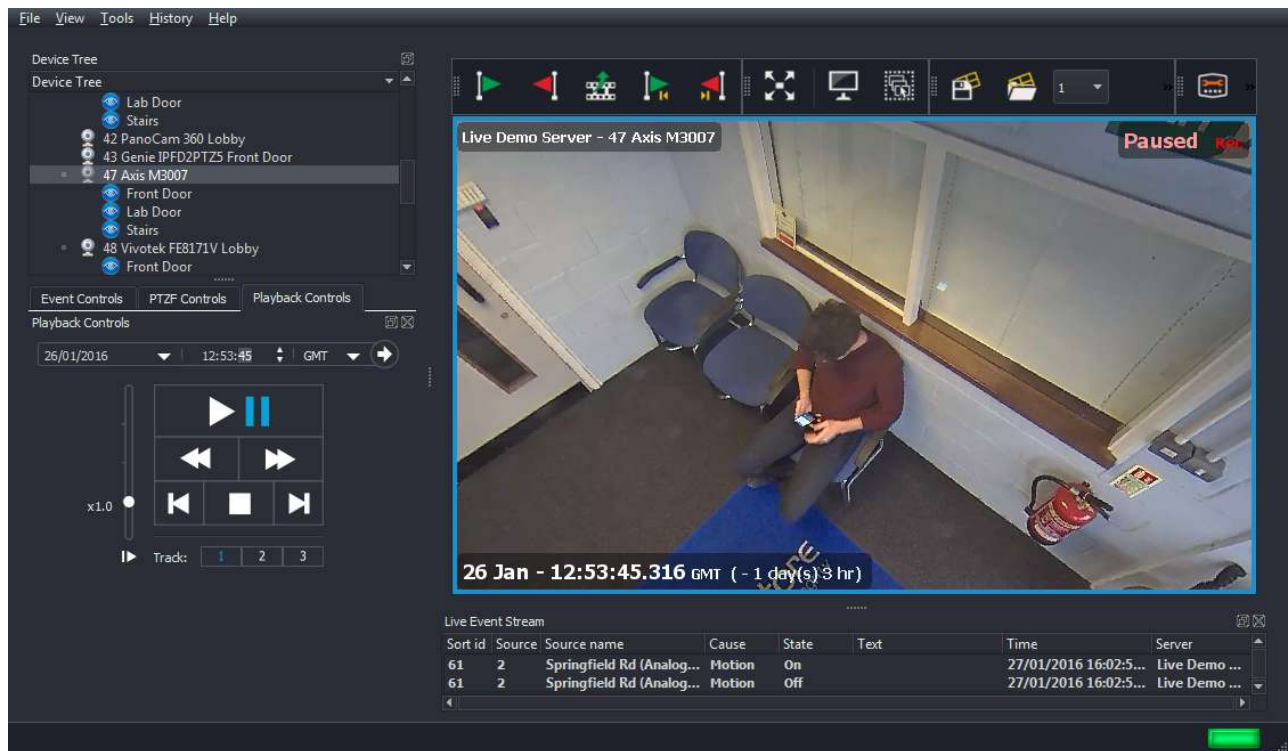 File View Tools History Help
Device Tree
Device Tree
Lab Door
Stairs
42 PanoCam 360 Lobby
43 Genie IPFD2PTZ5 Front Door
47 Axis M3007
Front Door
Lab Door
Stairs
48 Vivotek FE8171V Lobby
Front Door
Event Controls PTZF Controls Playback Controls
Playback Controls
26/01/2016 12:53:45 GMT
x1.0
Track: 1 2 3
1
Live Demo Server - 47 Axis M3007
Paused
26 Jan - 12:53:45.316 GMT ( - 1 day(s) 3 hr)
Live Event Stream
Sort id Source Source name Cause State Text Time Server
61 2 Springfield Rd (Analog... Motion On 27/01/2016 16:02:5... Live Demo ...
61 2 Springfield Rd (Analog... Motion Off 27/01/2016 16:02:5... Live Demo ...